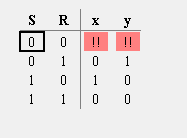 S R x y
0 0 !! !!
0 1 0 1
1 0 1 0
1 1 0 0